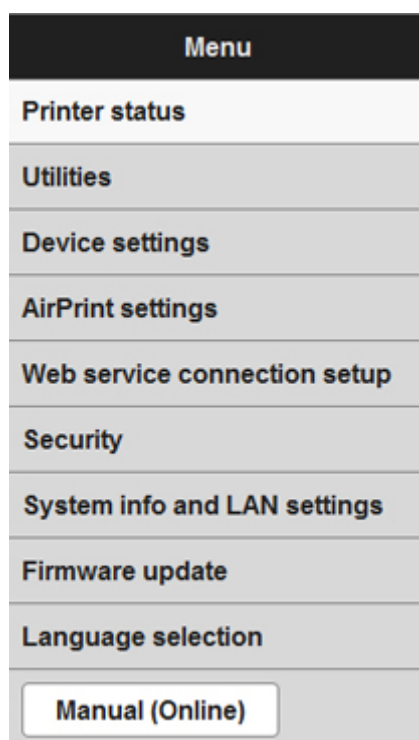 Menu
Printer status
Utilities
Device settings
AirPrint settings
Web service connection setup
Security
System info and LAN settings
Firmware update
Language selection
Manual (Online)